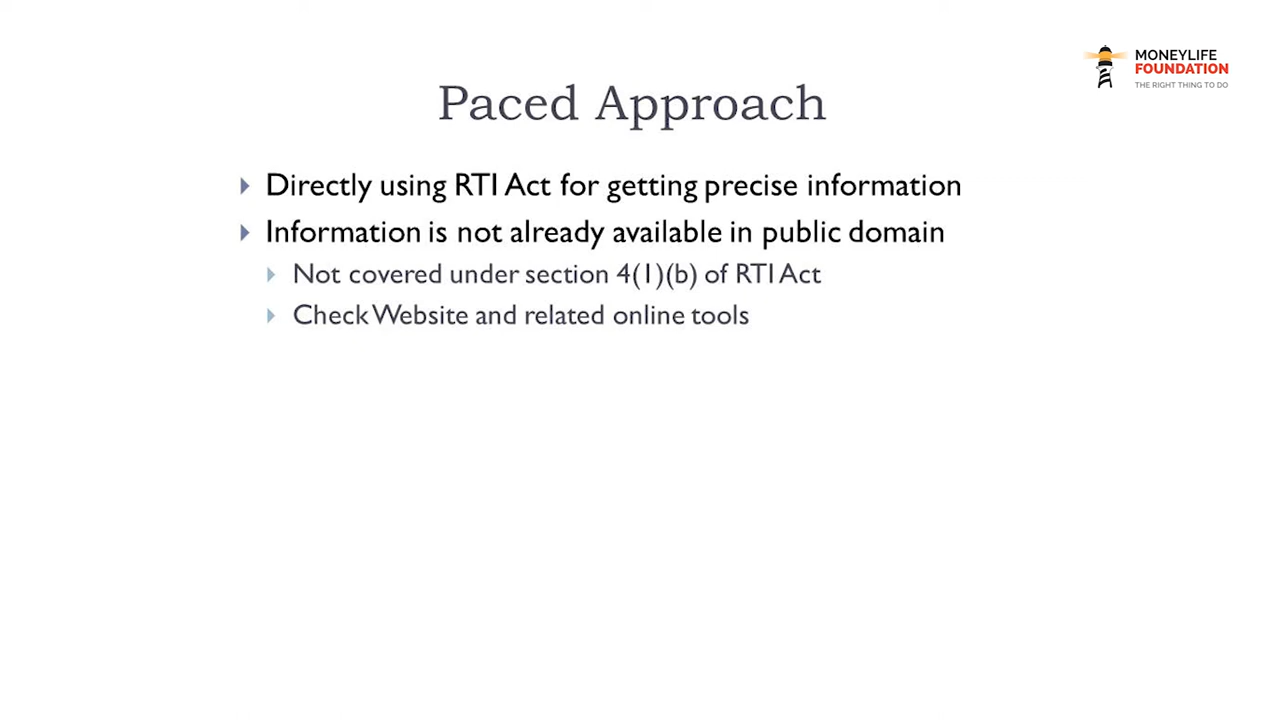 MONEYLIFE
FOUNDATION
THE RIGHT THING TO DO
Paced Approach
Directly using RTI Act for getting precise information
Information is not already available in public domain
Not covered under section 4(1)(b) of RTI Act
Check Website and related online tools